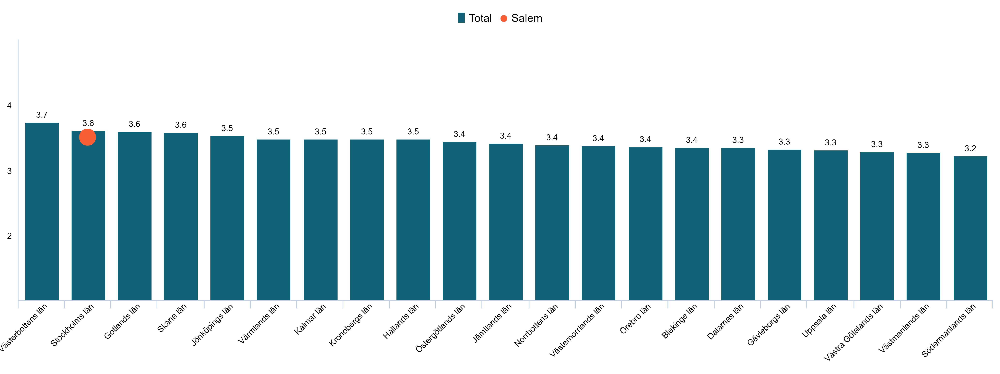 Total Salem
4
3
2
3.7 3.6 3.6 3.6 3.5 3.5 3.5 3.5 3.5 3.4 3.4 3.4 3.4 3.4 3.4 3.3 3.3 3.3 3.3 3.3 3.2
Västerbottens län
Stockholms län
Gotlands län
Skåne län
Jönköpings län
Värmlands län
Kalmar län
Kronobergs län
Hallands län
Östergötlands län
Jämtlands län
Norrbottens län
Västernorrlands län
Örebro län
Blekinge län
Dalarnas län
Gävleborgs län
Uppsala län
Västra Götalands län
Västmanlands län
Södermanlands län